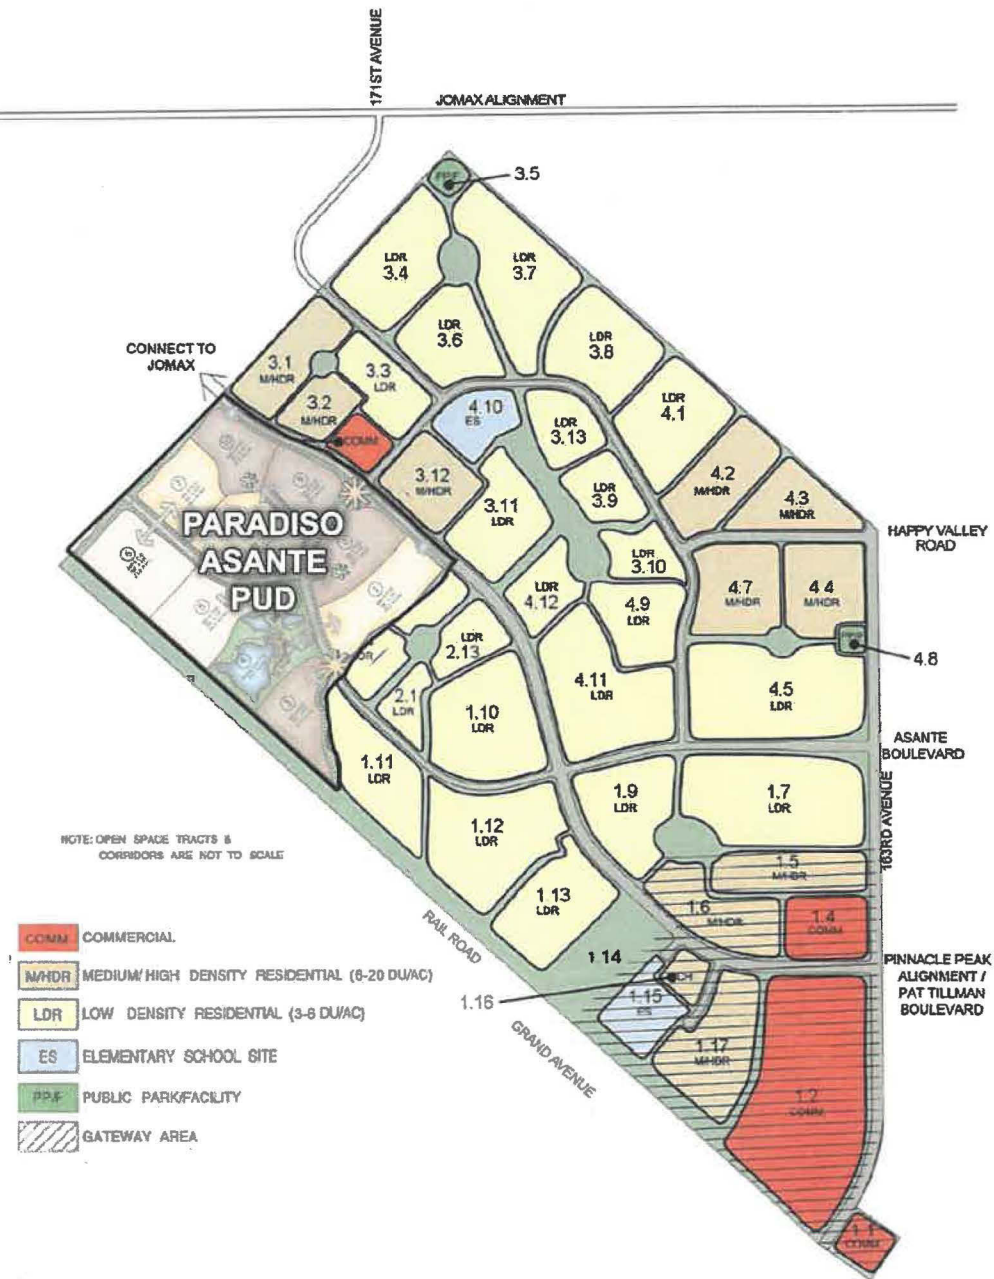 171ST AVENUE
JOMAX ALIGNMENT
PP/F
3.5
LDR
3.4
LDR
3.7
LDR
3.6
LDR
3.8
CONNECT TO
JOMAX
3.1
M/HDR
3.3
LDR
3.2
M/HDR
COMM
4.10
ES
LDR
3.13
LDR
4.1
3.12
M/HDR
3.11
LDR
LDR
3.9
4.2
M/HDR
4.3
M/HDR
HAPPY VALLEY
ROAD
PARADISO
ASANTE
PUD
LDR
3.10
LDR
4.12
4.9
LDR
4.7
M/HDR
4.4
M/HDR
4.8
LDR
2.13
2.1
LDR
1.10
LDR
4.11
LDR
4.5
LDR
ASANTE
BOULEVARD
1.11
LDR
1.9
LDR
1.7
LDR
163RD AVENUE
1.12
LDR
1.5
M/HDR
1.6
M/HDR
1.4
COMM
1.13
LDR
NOTE: OPEN SPACE TRACTS &
CORRIDORS ARE NOT TO SCALE
RAIL ROAD
1.14
PINNACLE PEAK
ALIGNMENT /
PAT TILLMAN
BOULEVARD
1.16
1.15
ES
GRAND AVENUE
1.17
M/HDR
1.2
COMM
1.1
COMM
COMM COMMERCIAL
M/HDR MEDIUM/HIGH DENSITY RESIDENTIAL (6-20 DU/AC)
LDR LOW DENSITY RESIDENTIAL (3-6 DU/AC)
ES ELEMENTARY SCHOOL SITE
PP/F PUBLIC PARK/FACILITY
GATEWAY AREA